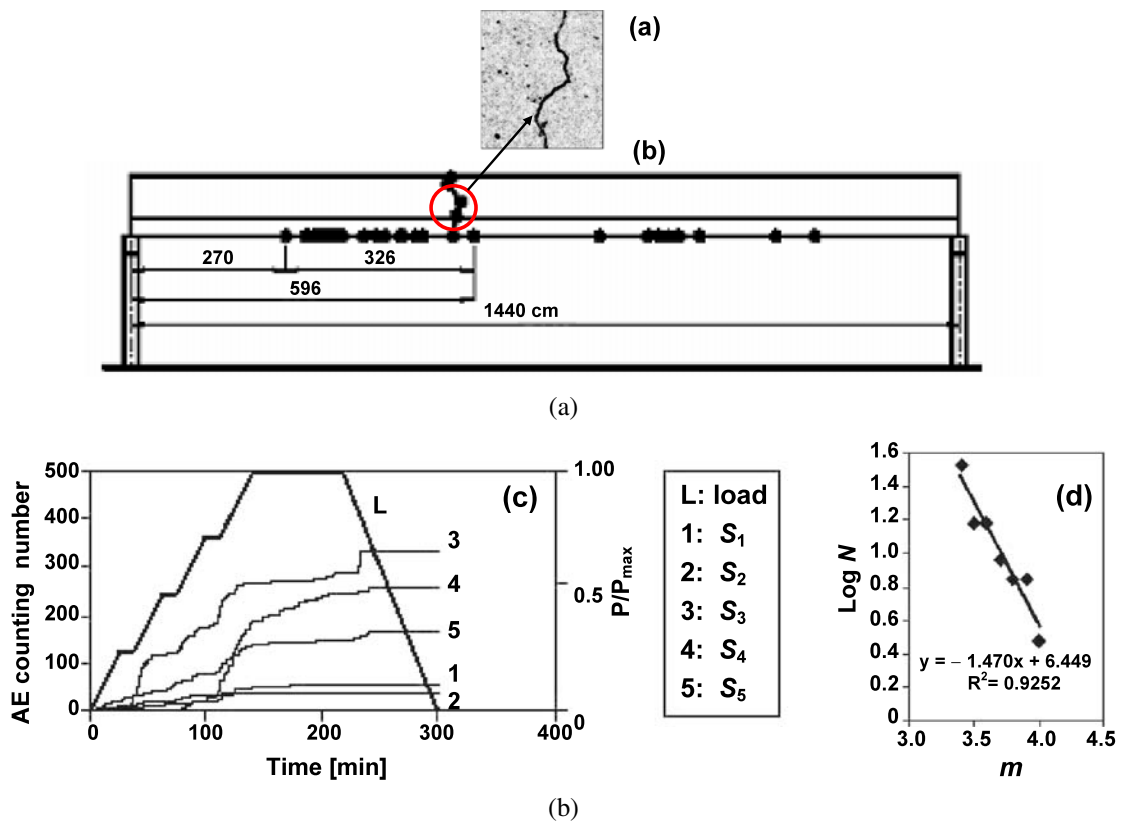 (a)
(b)
270
326
596
1440 cm
(a)
500
400
300
200
100
0
AE counting number
0
100
200
300
400
Time [min]
1.00
0.5
0
P/Pmax
(c)
L
3
4
5
1
2
L: load
1: S1
2: S2
3: S3
4: S4
5: S5
1.6
1.4
1.2
1.0
0.8
0.6
0.4
0.2
0
Log N
(d)
y = − 1.470x + 6.449
R²= 0.9252
3.0
3.5
4.0
4.5
m
(b)